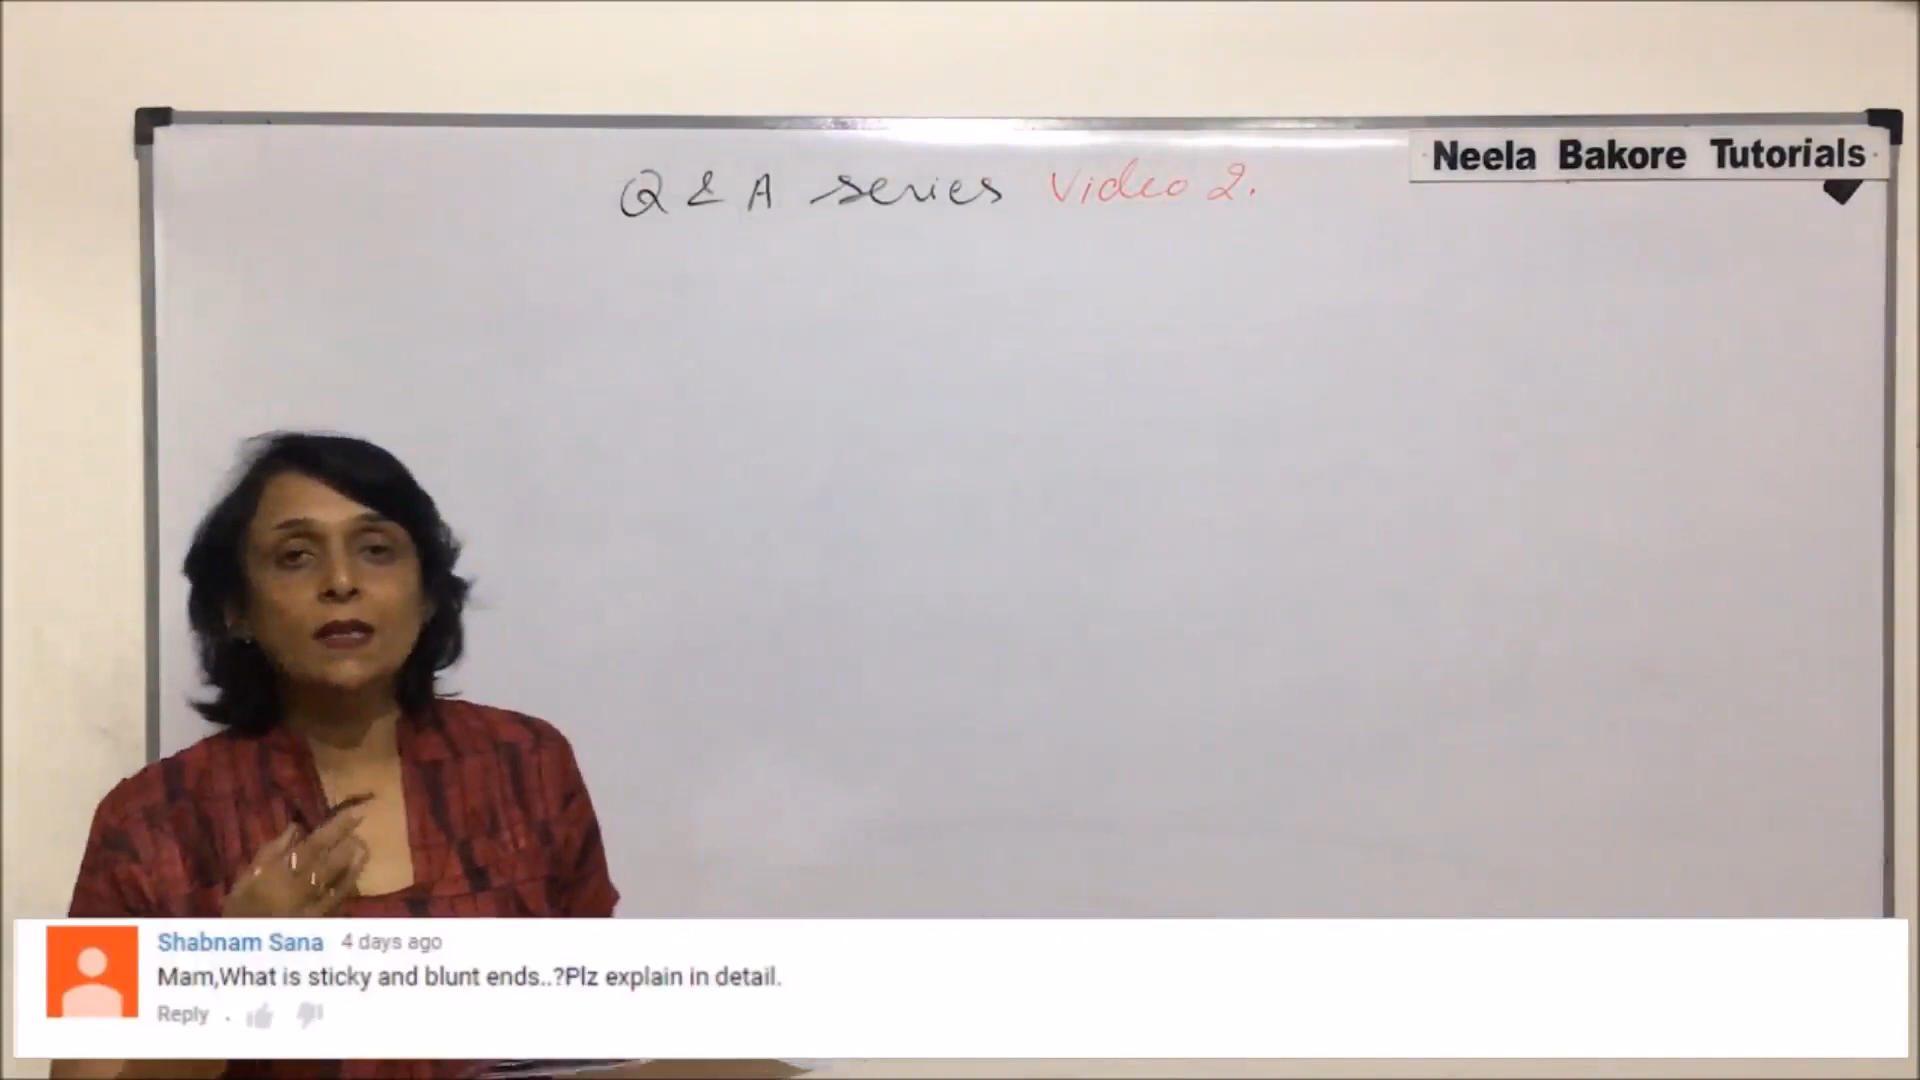 Neela Bakore Tutorials
Q & A series Video 2.
Shabnam Sana 4 days ago
Mam,What is sticky and blunt ends..?Plz explain in detail.
Reply .